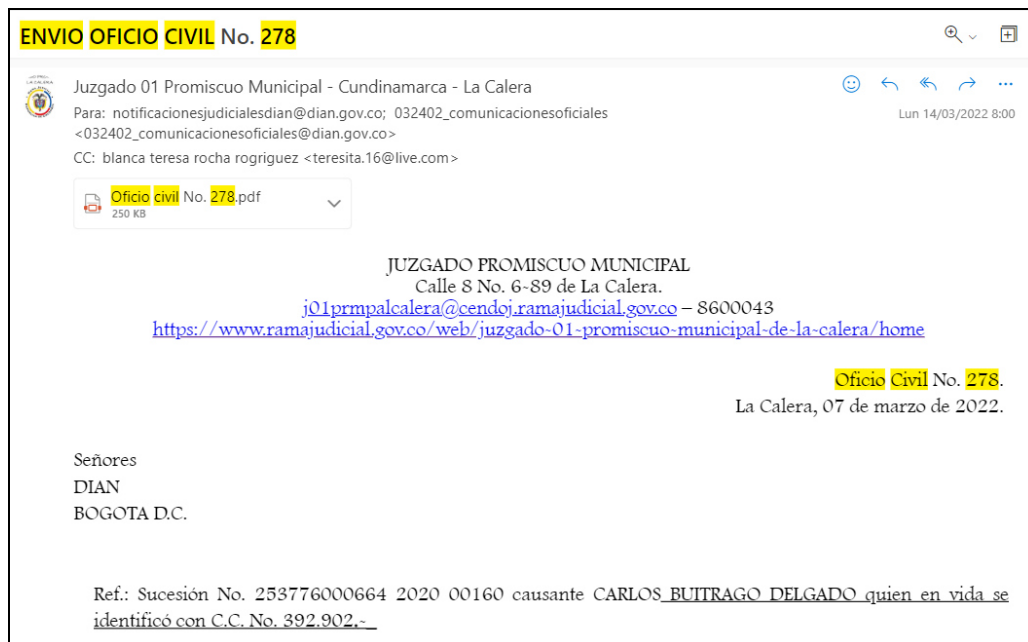 ENVIO OFICIO CIVIL No. 278
Juzgado 01 Promiscuo Municipal - Cundinamarca - La Calera
Para: notificacionesjudicialesdian@dian.gov.co; 032402_comunicacionesoficiales
<032402_comunicacionesoficiales@dian.gov.co>
Lun 14/03/2022 8:00
CC: blanca teresa rocha rogriguez <teresita.16@live.com>
Oficio civil No. 278.pdf
250 KB
JUZGADO PROMISCUO MUNICIPAL
Calle 8 No. 6-89 de La Calera.
j01prmpalcalera@cendoj.ramajudicial.gov.co – 8600043
https://www.ramajudicial.gov.co/web/juzgado-01-promiscuo-municipal-de-la-calera/home
Oficio Civil No. 278.
La Calera, 07 de marzo de 2022.
Señores
DIAN
BOGOTA D.C.
Ref.: Sucesión No. 253776000664 2020 00160 causante CARLOS BUITRAGO DELGADO quien en vida se
identificó con C.C. No. 392.902.-_